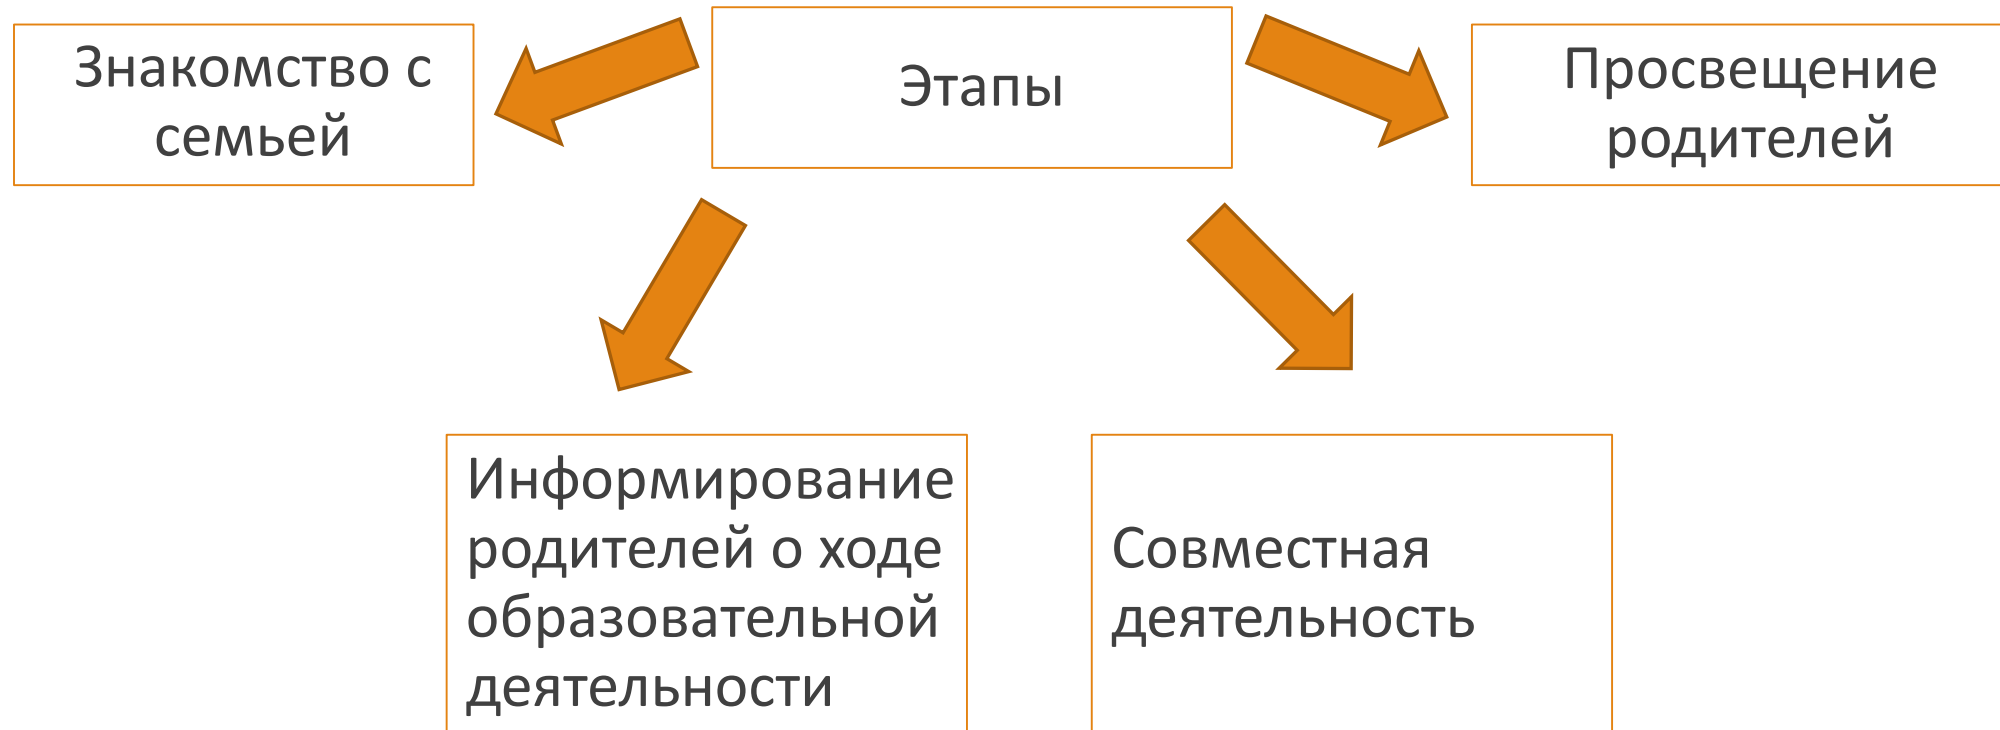 Знакомство с
семьей
Этапы
Просвещение
родителей
Информирование
родителей о ходе
образовательной
деятельности
Совместная
деятельность